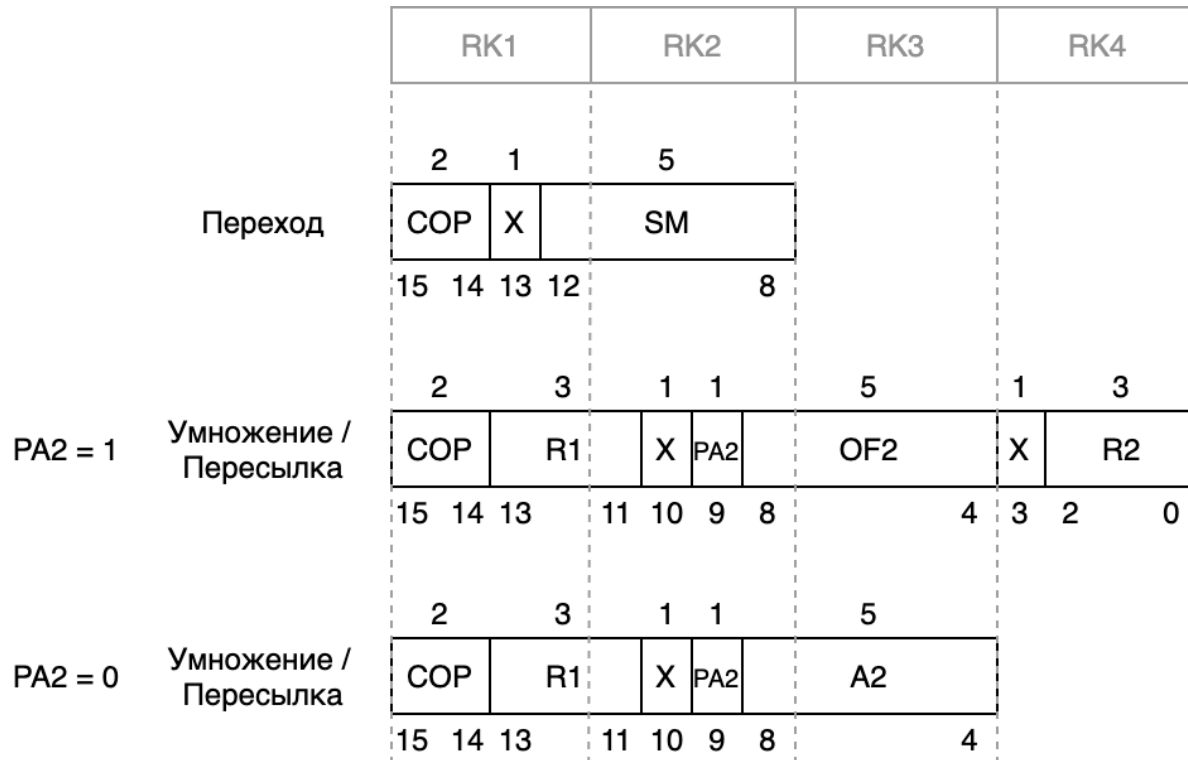 RK1 RK2 RK3 RK4
2 1 5
Переход COP X SM
15 14 13 12 8
2 3 1 1 5 1 3
PA2 = 1 Умножение / Пересылка COP R1 X PA2 OF2 X R2
15 14 13 11 10 9 8 4 3 2 0
2 3 1 1 5
PA2 = 0 Умножение / Пересылка COP R1 X PA2 A2
15 14 13 11 10 9 8 4